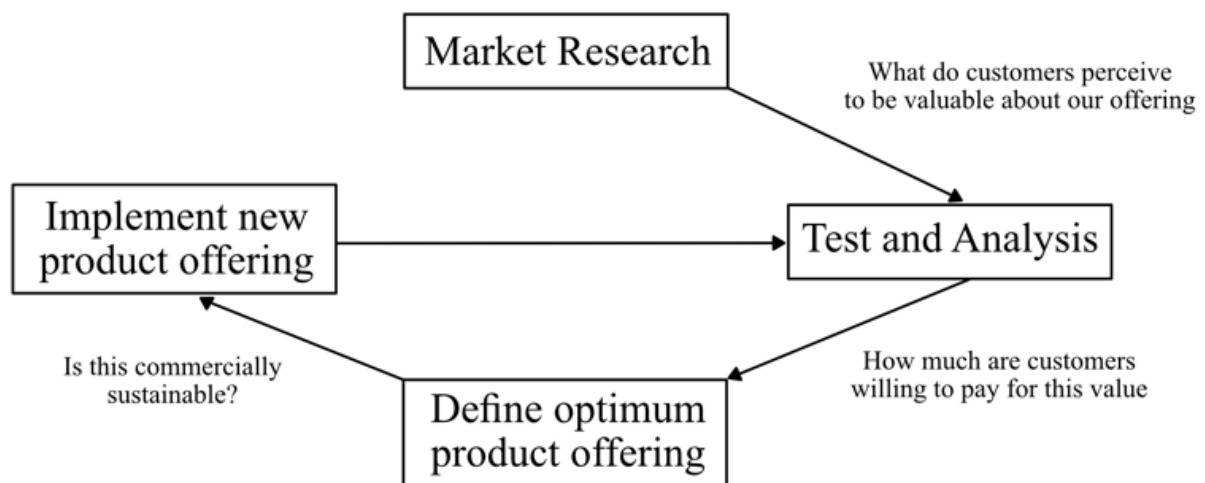 Market Research
What do customers perceive
to be valuable about our offering
Implement new
product offering
Test and Analysis
Is this commercially
sustainable?
How much are customers
willing to pay for this value
Define optimum
product offering